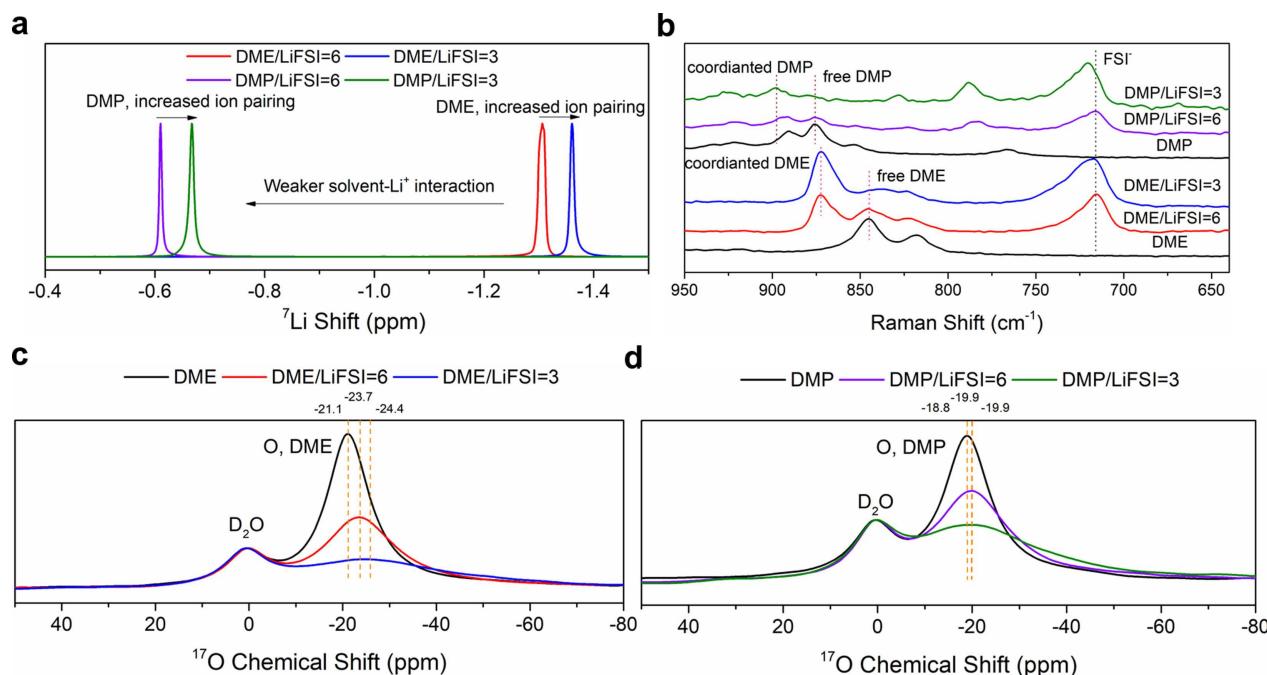 a
DME/LiFSI=6 DME/LiFSI=3
DMP/LiFSI=6 DMP/LiFSI=3
DMP, increased ion pairing
DME, increased ion pairing
Weaker solvent-Li⁺ interaction
-0.4 -0.6 -0.8 -1.0 -1.2 -1.4
⁷Li Shift (ppm)
b
coordianted DMP
free DMP
FSI⁻
DMP/LiFSI=3
DMP/LiFSI=6
DMP
coordianted DME
free DME
DME/LiFSI=3
DME/LiFSI=6
DME
950 900 850 800 750 700 650
Raman Shift (cm⁻¹)
c
DME DME/LiFSI=6 DME/LiFSI=3
-23.7
-21.1 -24.4
O, DME
D₂O
40 20 0 -20 -40 -60 -80
¹⁷O Chemical Shift (ppm)
d
DMP DMP/LiFSI=6 DMP/LiFSI=3
-19.9
-18.8 -19.9
O, DMP
D₂O
40 20 0 -20 -40 -60 -80
¹⁷O Chemical Shift (ppm)